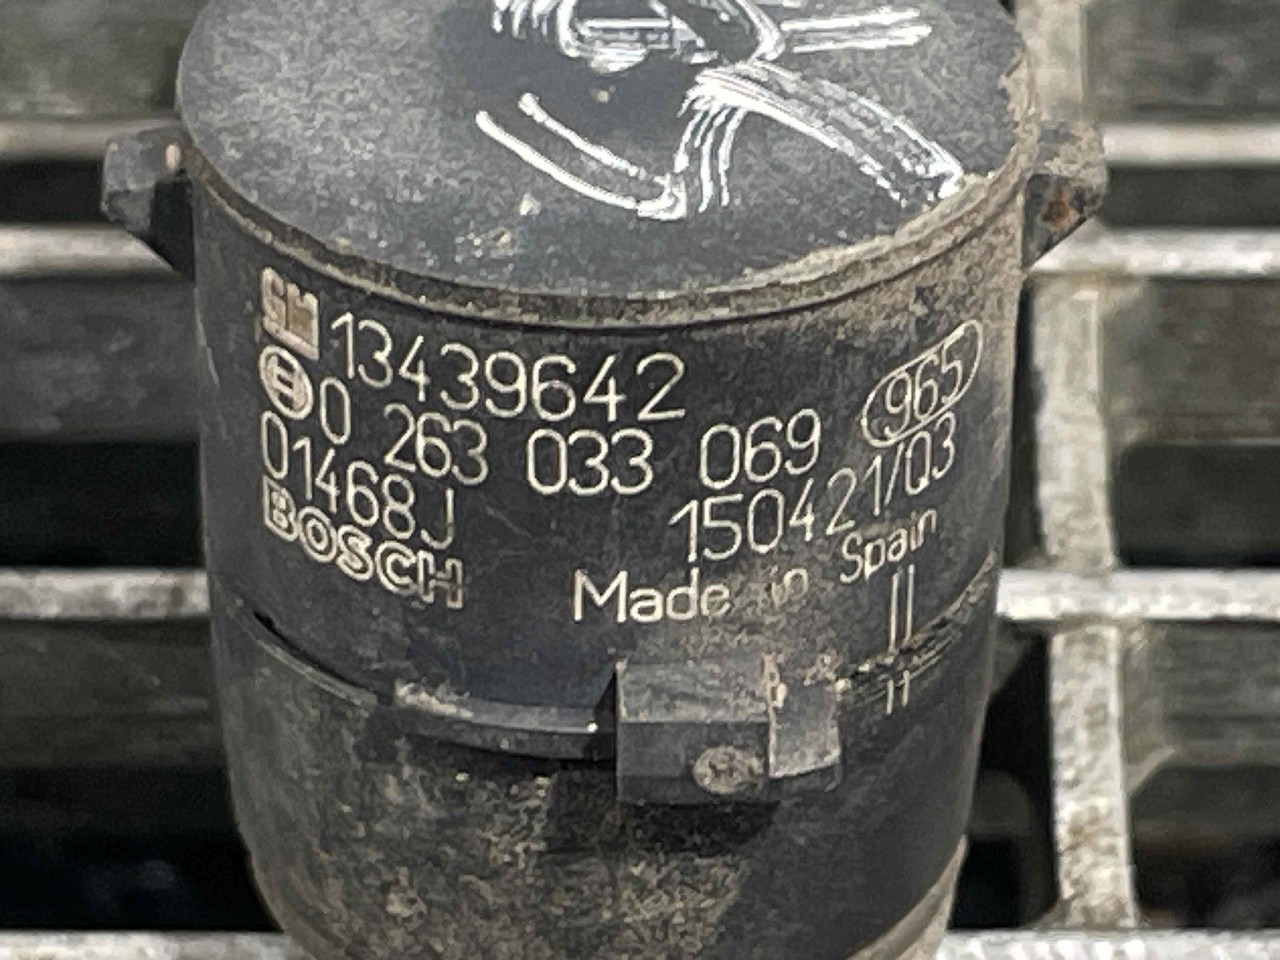 GM 13439642
0 263 033 069 965
01468J 150421/03
BOSCH Made in Spain